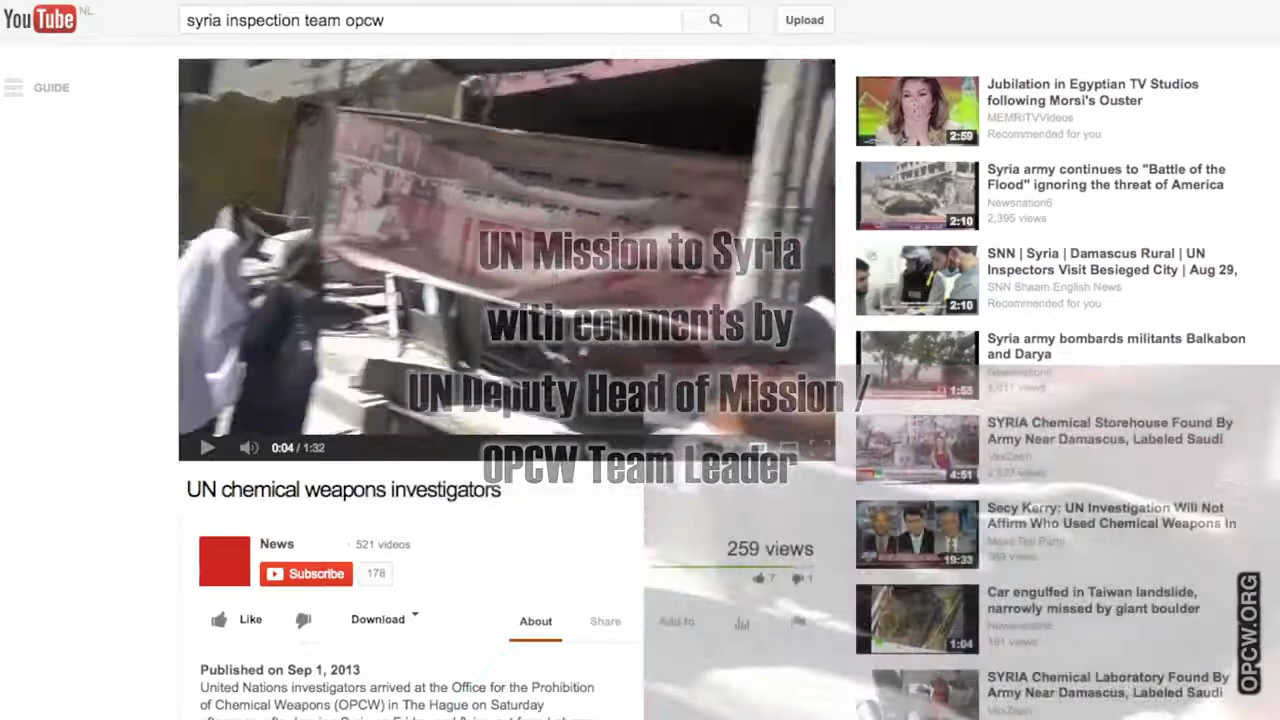 YouTube NL
syria inspection team opcw
Upload
GUIDE
UN Mission to Syria
with comments by
UN Deputy Head of Mission /
OPCW Team Leader
0:04 / 1:32
UN chemical weapons investigators
News · 521 videos
Subscribe 178
259 views
7 1
Like
Download
About
Share
Add to
Published on Sep 1, 2013
United Nations investigators arrived at the Office for the Prohibition
of Chemical Weapons (OPCW) in The Hague on Saturday
2:59
Jubilation in Egyptian TV Studios
following Morsi's Ouster
MEMRITVVideos
Recommended for you
2:10
Syria army continues to "Battle of the
Flood" ignoring the threat of America
Newsnation6
2,395 views
2:10
SNN | Syria | Damascus Rural | UN
Inspectors Visit Besieged City | Aug 29,
SNN Shaam English News
Recommended for you
1:55
Syria army bombards militants Balkabon
and Darya
views
4:51
SYRIA Chemical Storehouse Found By
Army Near Damascus, Labeled Saudi
views
19:33
Secy Kerry: UN Investigation Will Not
Affirm Who Used Chemical Weapons In
views
1:04
Car engulfed in Taiwan landslide,
narrowly missed by giant boulder
views
SYRIA Chemical Laboratory Found By
Army Near Damascus, Labeled Saudi
OPCW.ORG